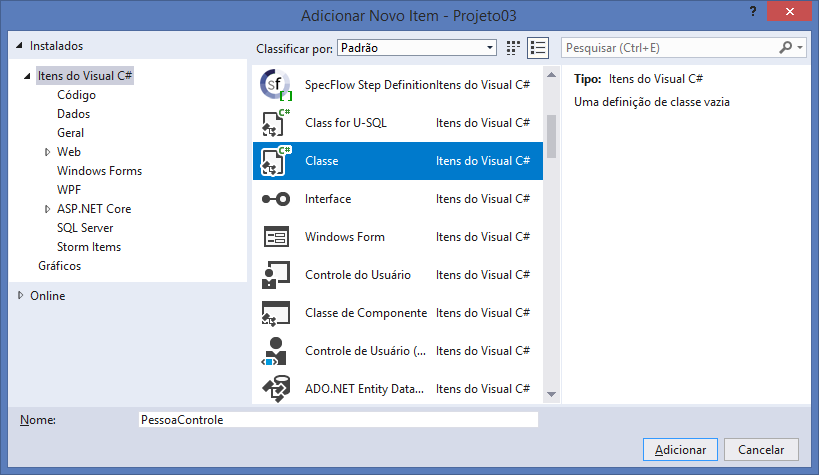 Adicionar Novo Item - Projeto03
?
Instalados
Classificar por: Padrão
Pesquisar (Ctrl+E)
Itens do Visual C#
Código
Dados
Geral
Web
Windows Forms
WPF
ASP.NET Core
SQL Server
Storm Items
Gráficos
Online
SpecFlow Step Definition Itens do Visual C#
Class for U-SQL Itens do Visual C#
Classe Itens do Visual C#
Interface Itens do Visual C#
Windows Form Itens do Visual C#
Controle do Usuário Itens do Visual C#
Classe de Componente Itens do Visual C#
Controle de Usuário (... Itens do Visual C#
ADO.NET Entity Data... Itens do Visual C#
Tipo: Itens do Visual C#
Uma definição de classe vazia
Nome: PessoaControle
Adicionar Cancelar